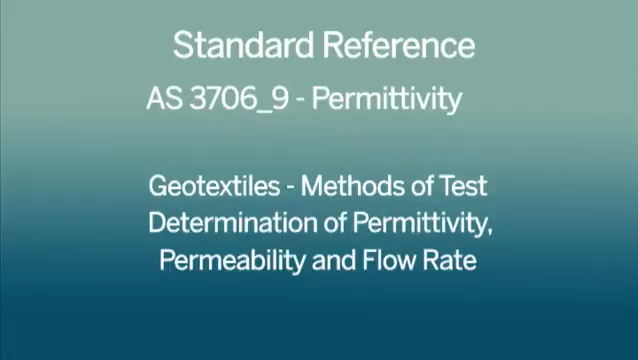 Standard Reference
AS 3706_9 - Permittivity
Geotextiles - Methods of Test
Determination of Permittivity,
Permeability and Flow Rate